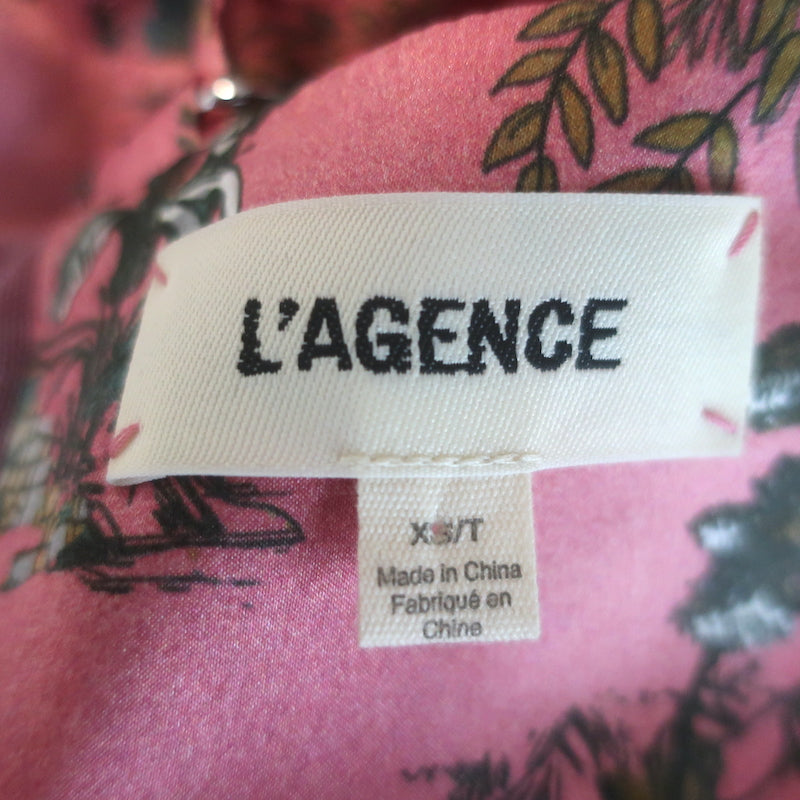 L'AGENCE
XS/T
Made in China
Fabriqué en
Chine